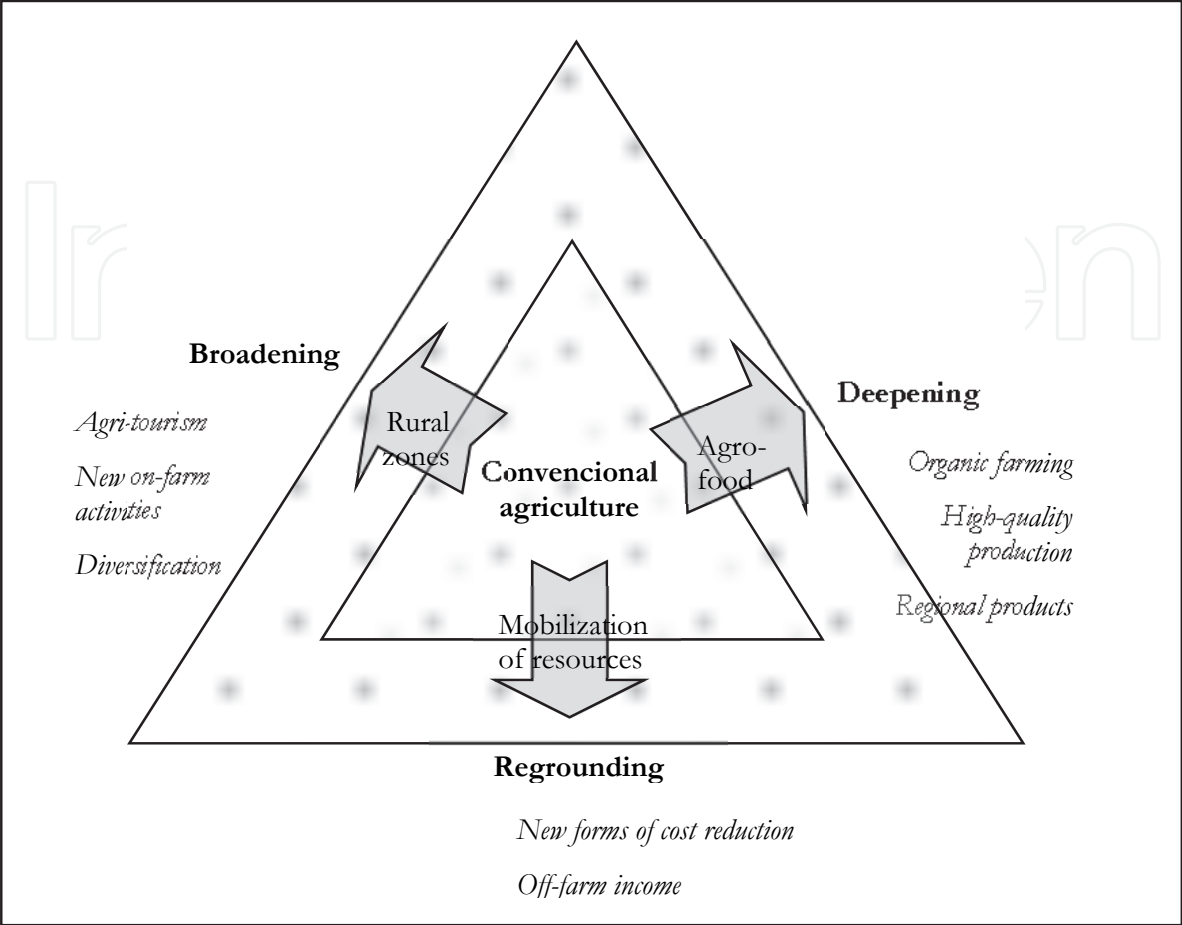 Broadening
Agri-tourism
New on-farm
activities
Diversification
Rural
zones
Convencional
agriculture
Agro-
food
Deepening
Organic farming
High-quality
production
Regional products
Mobilization
of resources
Regrounding
New forms of cost reduction
Off-farm income